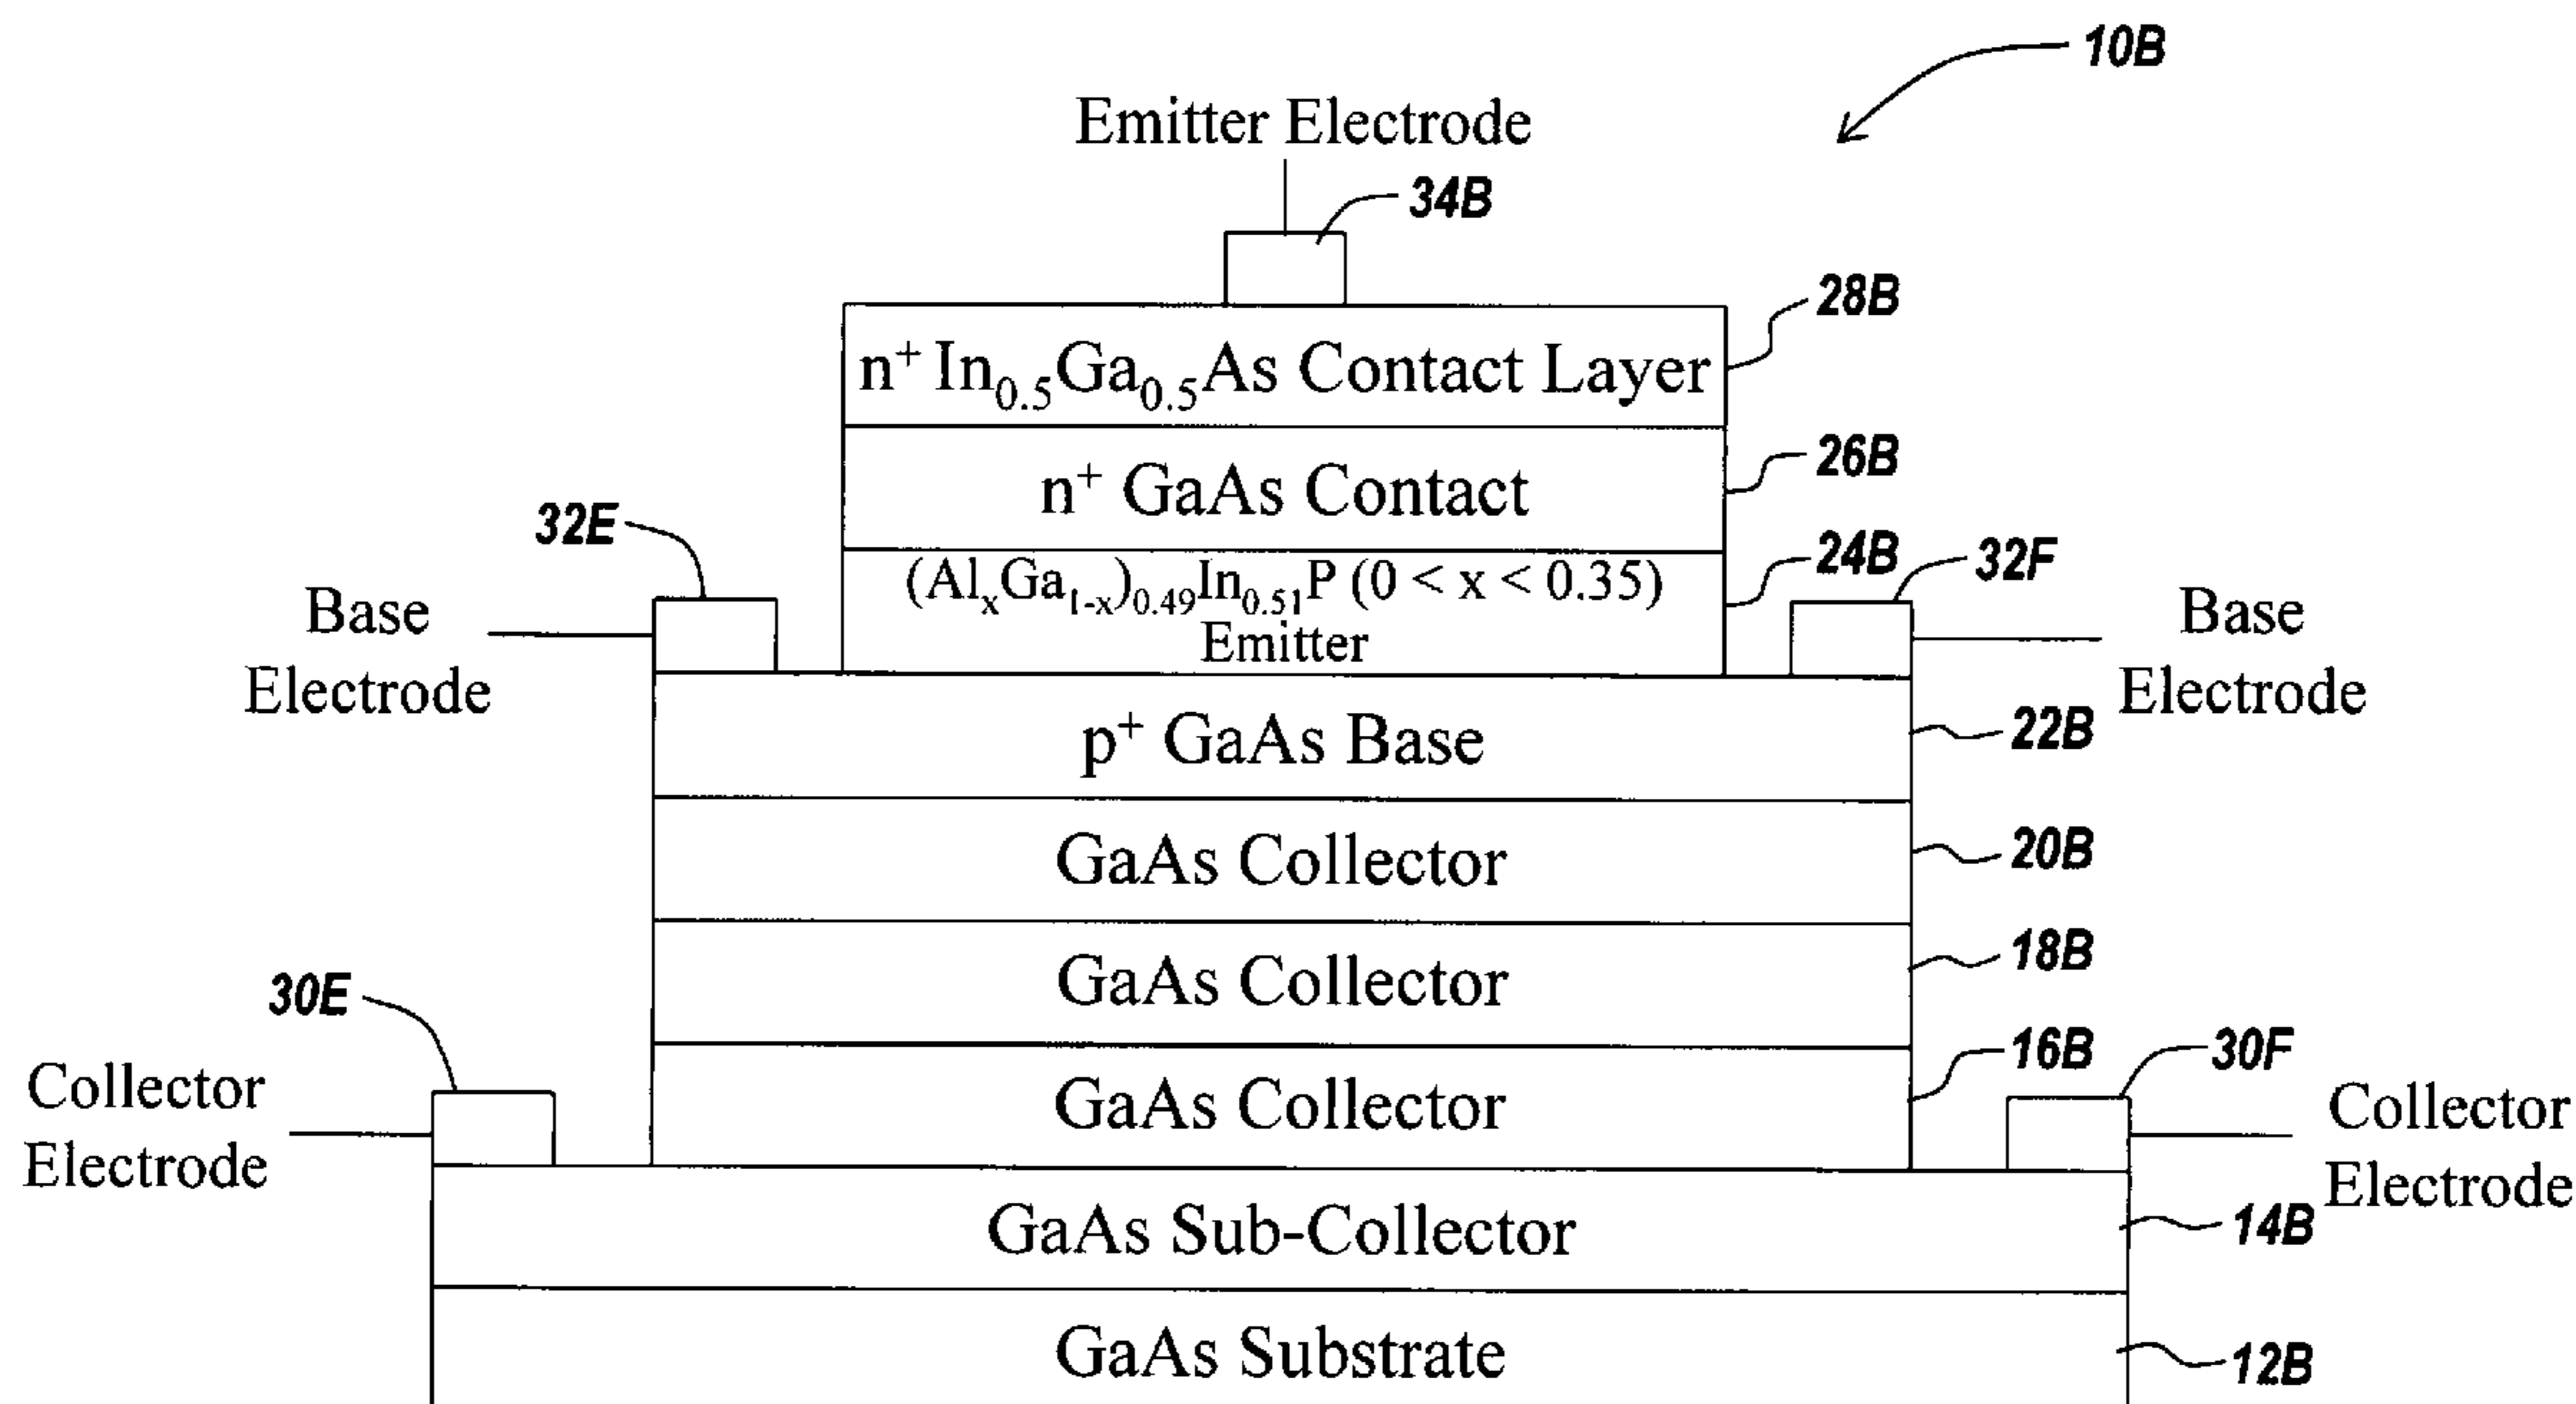 10B
Emitter Electrode
34B
28B
n⁺ In₀.₅Ga₀.₅As Contact Layer
26B
n⁺ GaAs Contact
32E
24B
32F
(AlₓGa₁₋ₓ)₀.₄₉In₀.₅₁P (0 < x < 0.35)
Emitter
Base
Electrode
Base
Electrode
p⁺ GaAs Base
22B
GaAs Collector
20B
GaAs Collector
18B
30E
16B
30F
GaAs Collector
Collector
Electrode
Collector
Electrode
GaAs Sub-Collector
14B
GaAs Substrate
12B